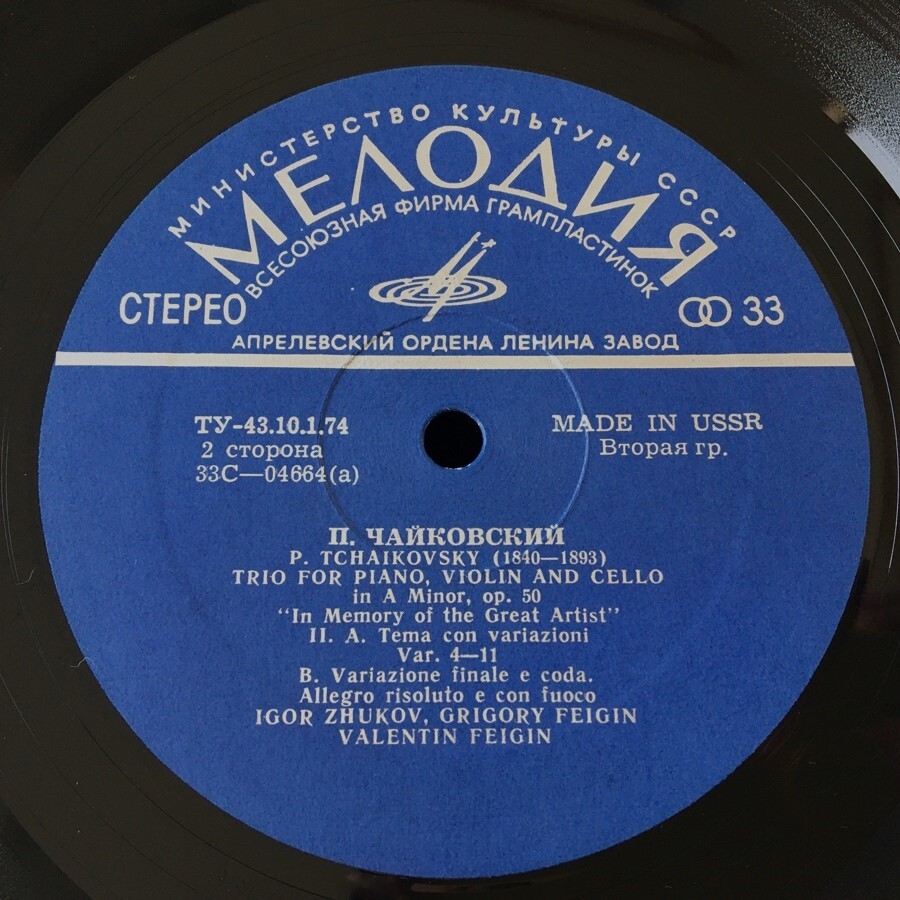 МИНИСТЕРСТВО КУЛЬТУРЫ СССР
МЕЛОДИЯ
ВСЕСОЮЗНАЯ ФИРМА ГРАМПЛАСТИНОК
СТЕРЕО
33
АПРЕЛЕВСКИЙ ОРДЕНА ЛЕНИНА ЗАВОД
ТУ-43.10.1.74
2 сторона
33С—04664(а)
MADE IN USSR
Вторая гр.
П. ЧАЙКОВСКИЙ
P. TCHAIKOVSKY (1840—1893)
TRIO FOR PIANO, VIOLIN AND CELLO
in A Minor, op. 50
"In Memory of the Great Artist"
II. A. Tema con variazioni
Var. 4—11
B. Variazione finale e coda.
Allegro risoluto e con fuoco
IGOR ZHUKOV, GRIGORY FEIGIN
VALENTIN FEIGIN